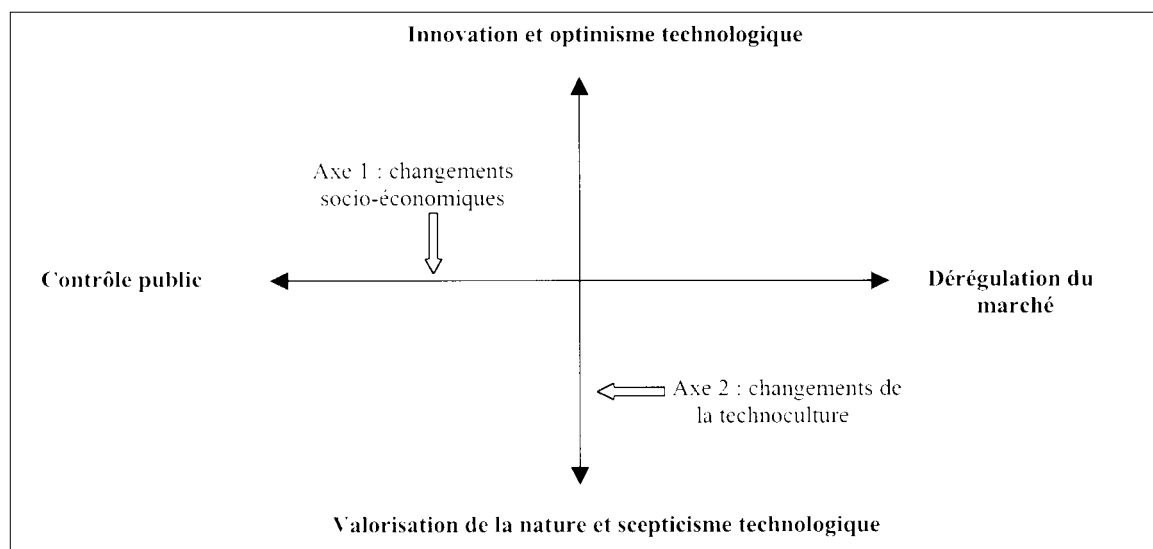 Innovation et optimisme technologique
Axe 1 : changements
socio-économiques
Contrôle public
Dérégulation du
marché
Axe 2 : changements de
la technoculture
Valorisation de la nature et scepticisme technologique